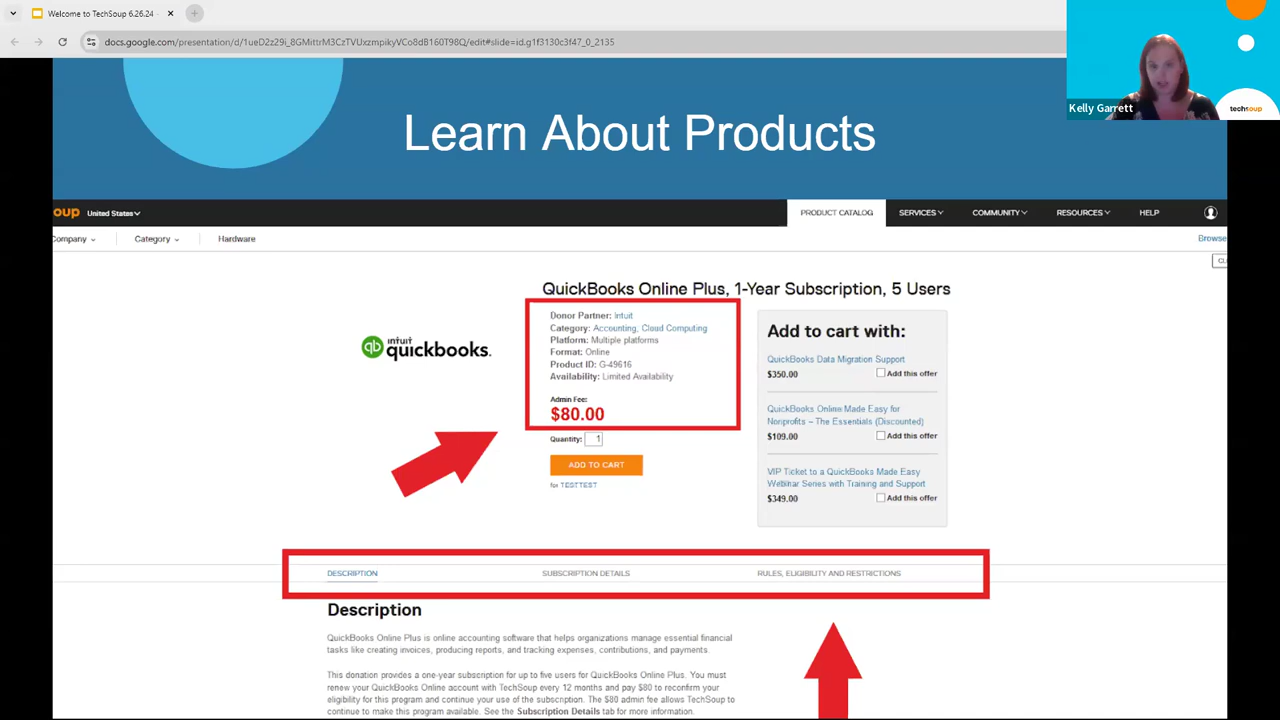 Welcome to TechSoup 6.26.24 -
docs.google.com/presentation/d/1ueD2z29i_8GMittrM3CzTVUxzmpikyVCo8dB160T98Q/edit#slide=id.g1f3130c3f47_0_2135
Kelly Garrett
techsoup
Learn About Products
oup United States
PRODUCT CATALOG SERVICES COMMUNITY RESOURCES HELP
ompany Category Hardware Browse
CL
QuickBooks Online Plus, 1-Year Subscription, 5 Users
intuit
quickbooks.
Donor Partner: Intuit
Category: Accounting, Cloud Computing
Platform: Multiple platforms
Format: Online
Product ID: G-49616
Availability: Limited Availability
Admin Fee:
$80.00
Quantity: 1
ADD TO CART
for TESTTEST
Add to cart with:
QuickBooks Data Migration Support
$350.00 Add this offer
QuickBooks Online Made Easy for
Nonprofits – The Essentials (Discounted)
$109.00 Add this offer
VIP Ticket to a QuickBooks Made Easy
Webinar Series with Training and Support
$349.00 Add this offer
DESCRIPTION SUBSCRIPTION DETAILS RULES, ELIGIBILITY AND RESTRICTIONS
Description
QuickBooks Online Plus is online accounting software that helps organizations manage essential financial
tasks like creating invoices, producing reports, and tracking expenses, contributions, and payments.
This donation provides a one-year subscription for up to five users for QuickBooks Online Plus. You must
renew your QuickBooks Online account with TechSoup every 12 months and pay $80 to reconfirm your
eligibility for this program and continue your use of the subscription. The $80 admin fee allows TechSoup to
continue to make this program available. See the Subscription Details tab for more information.